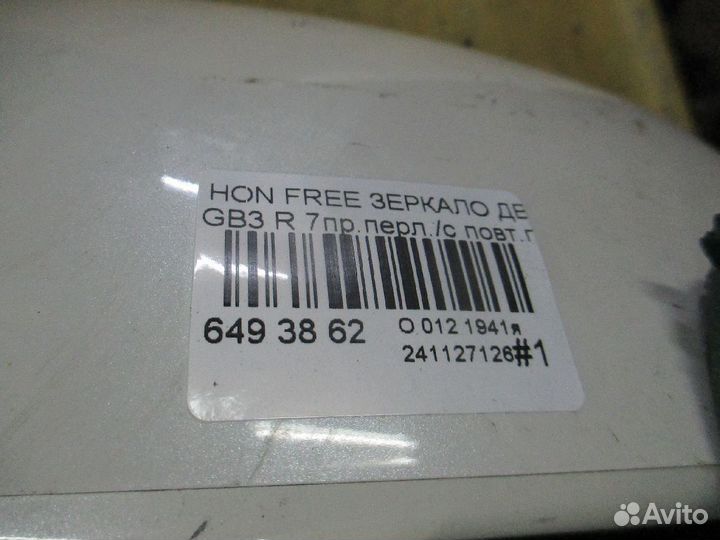 HON FREE ЗЕРКАЛО ДЕ
GB3 R 7пр.перл./с повт.г
649 38 62
О 012 1941я
241127126#1
Avito